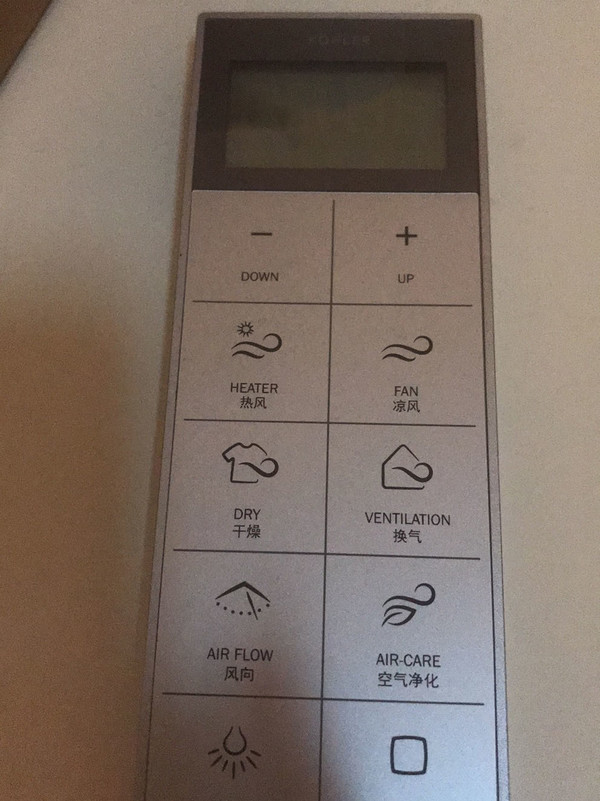 KOHLER
− +
DOWN UP
HEATER FAN
热风 凉风
DRY VENTILATION
干燥 换气
AIR FLOW AIR-CARE
风向 空气净化